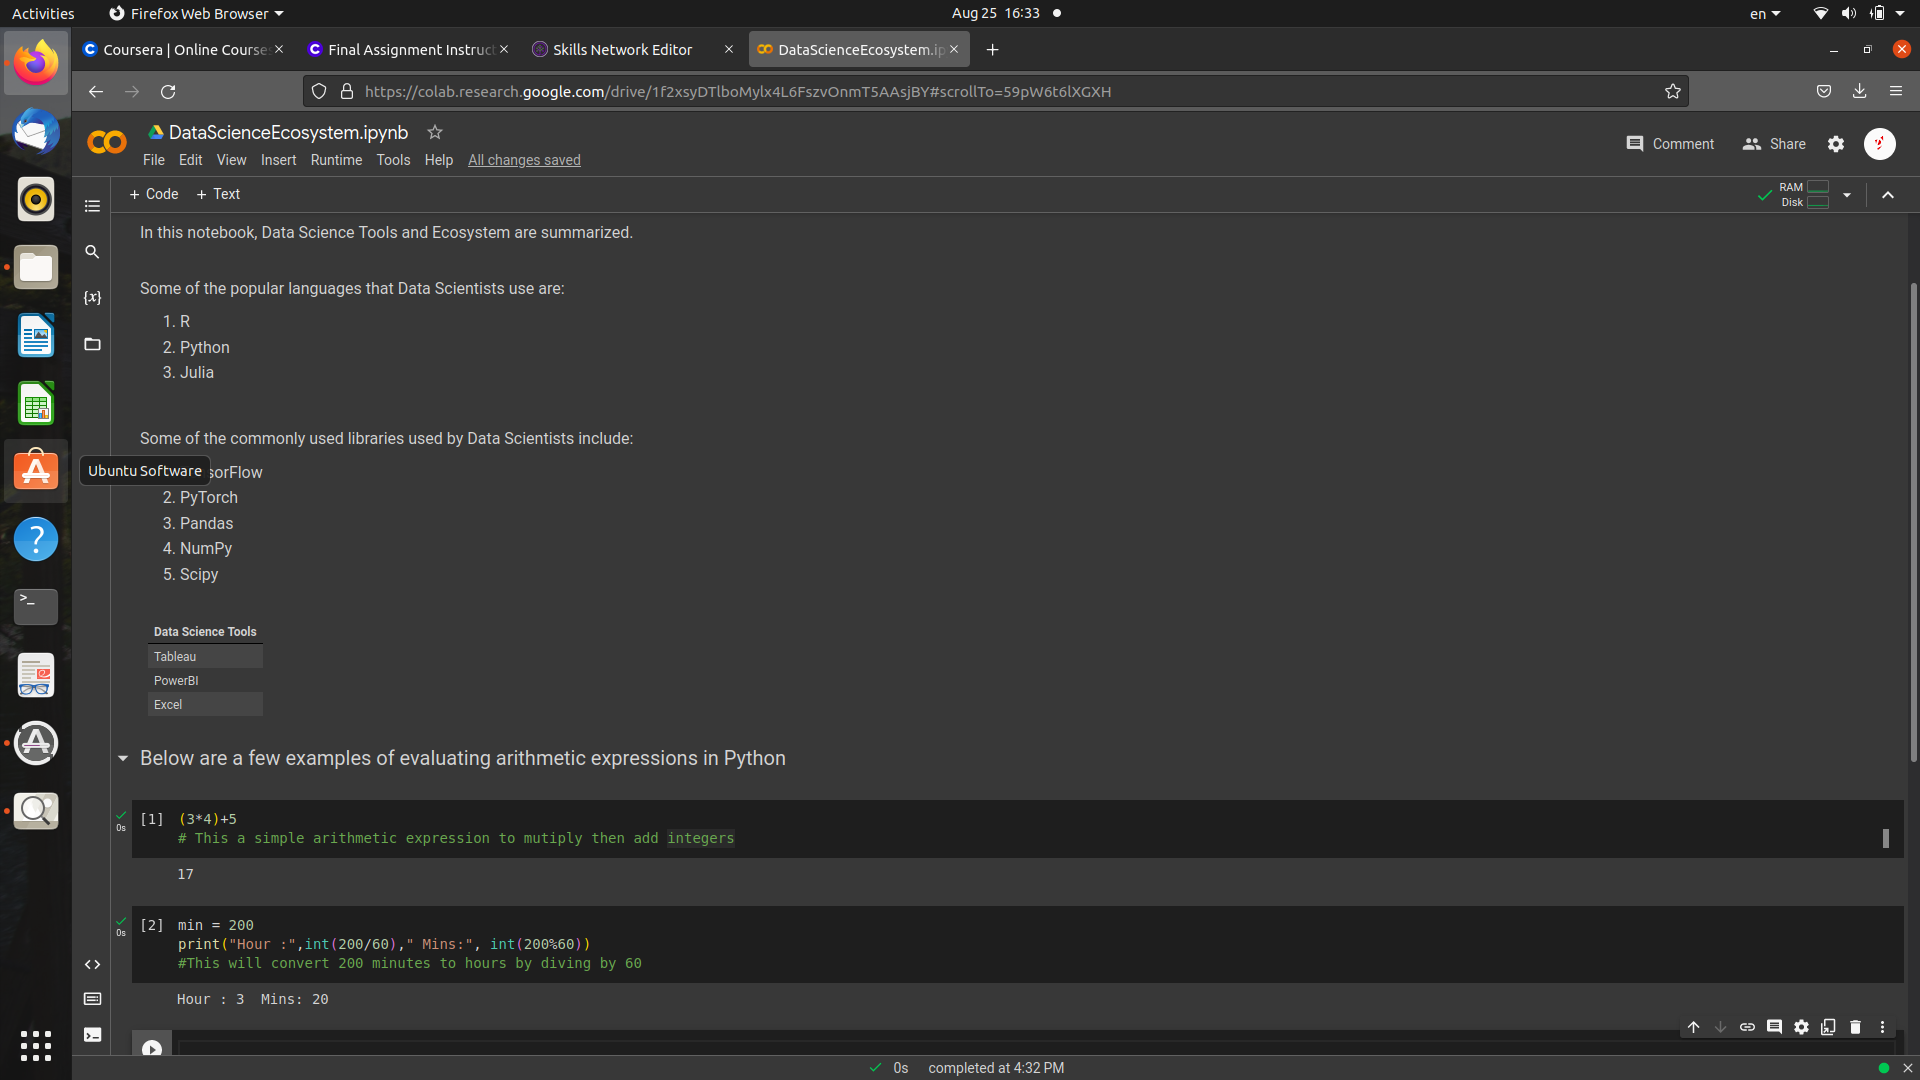 Activities
Firefox Web Browser
Aug 25 16:33
en
Coursera | Online Course
Final Assignment Instruct
Skills Network Editor
DataScienceEcosystem.ip
https://colab.research.google.com/drive/1f2xsyDTlboMylx4L6FszvOnmT5AAsjBY#scrollTo=59pW6t6lXGXH
DataScienceEcosystem.ipynb
File Edit View Insert Runtime Tools Help All changes saved
Comment
Share
+ Code + Text
RAM
Disk
In this notebook, Data Science Tools and Ecosystem are summarized.
Some of the popular languages that Data Scientists use are:
1. R
2. Python
3. Julia
Some of the commonly used libraries used by Data Scientists include:
Ubuntu Software
sorFlow
2. PyTorch
3. Pandas
4. NumPy
5. Scipy
Data Science Tools
Tableau
PowerBI
Excel
Below are a few examples of evaluating arithmetic expressions in Python
[1] (3*4)+5
0s
# This a simple arithmetic expression to mutiply then add integers
17
[2] min = 200
0s
print("Hour :",int(200/60)," Mins:", int(200%60))
#This will convert 200 minutes to hours by diving by 60
Hour : 3  Mins: 20
0s completed at 4:32 PM